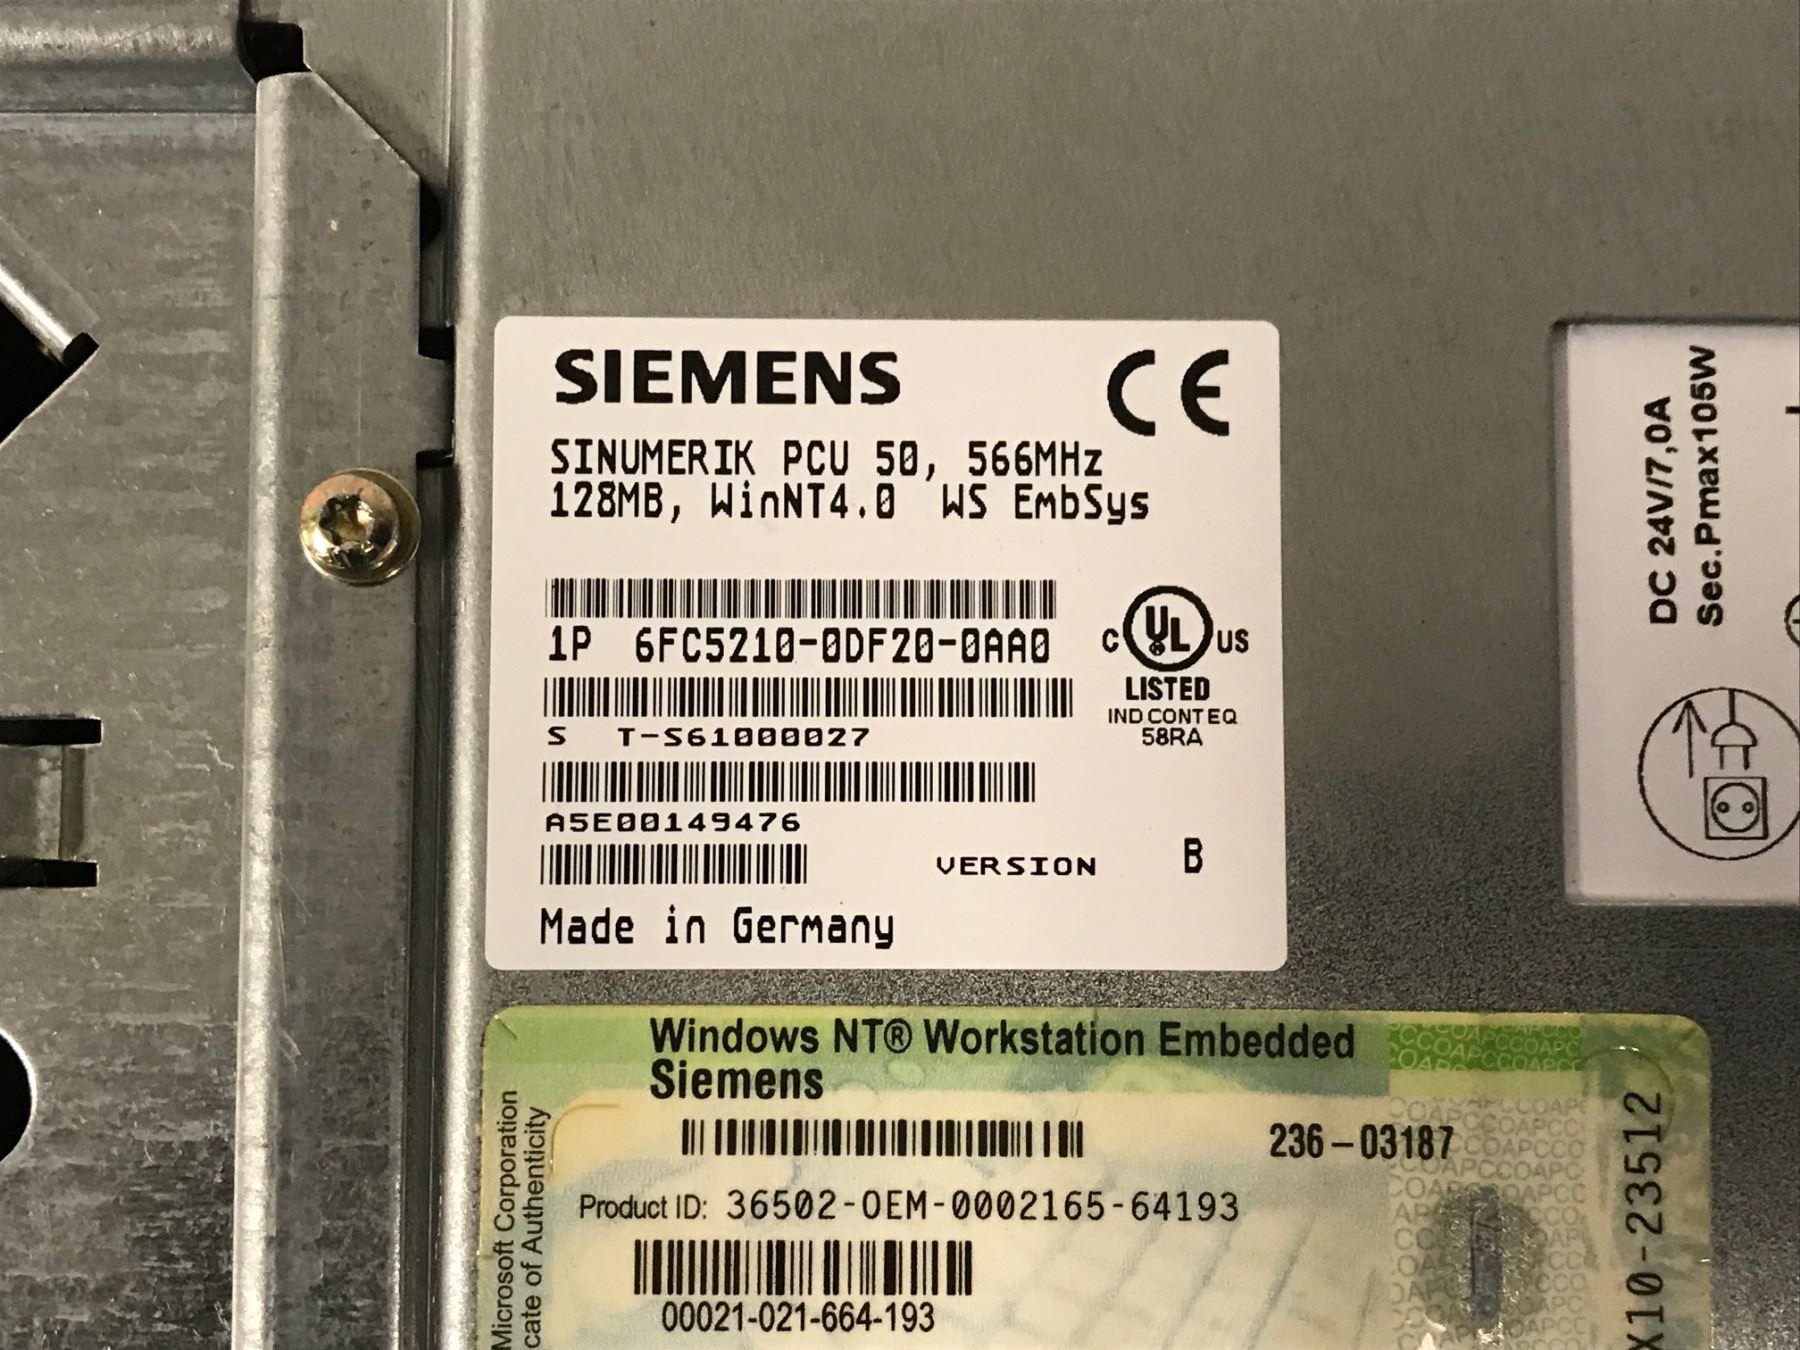 SIEMENS
CE
SINUMERIK PCU 50, 566MHz
128MB, WinNT4.0 WS EmbSys
1P 6FC5210-0DF20-0AA0
C UL US
LISTED
IND CONT EQ
58RA
S T-S61000027
A5E00149476
VERSION B
Made in Germany
DC 24V/7,0A
Sec.Pmax105W
Windows NT® Workstation Embedded
Siemens
236-03187
Product ID: 36502-OEM-0002165-64193
00021-021-664-193
Microsoft Corporation
cate of Authenticity
X10-23512